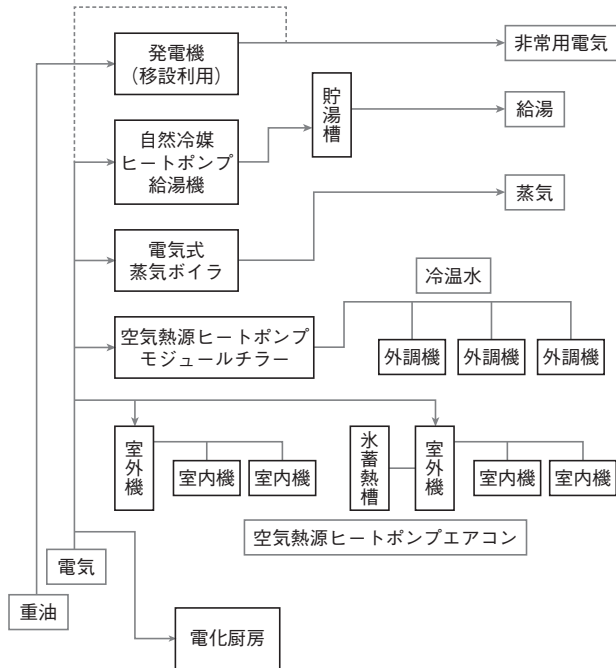 発電機
（移設利用）
非常用電気
自然冷媒
ヒートポンプ
給湯機
貯湯槽
給湯
電気式
蒸気ボイラ
蒸気
空気熱源ヒートポンプ
モジュールチラー
冷温水
外調機
外調機
外調機
室外機
室内機
室内機
氷蓄熱槽
室外機
室内機
室内機
空気熱源ヒートポンプエアコン
電気
重油
電化厨房